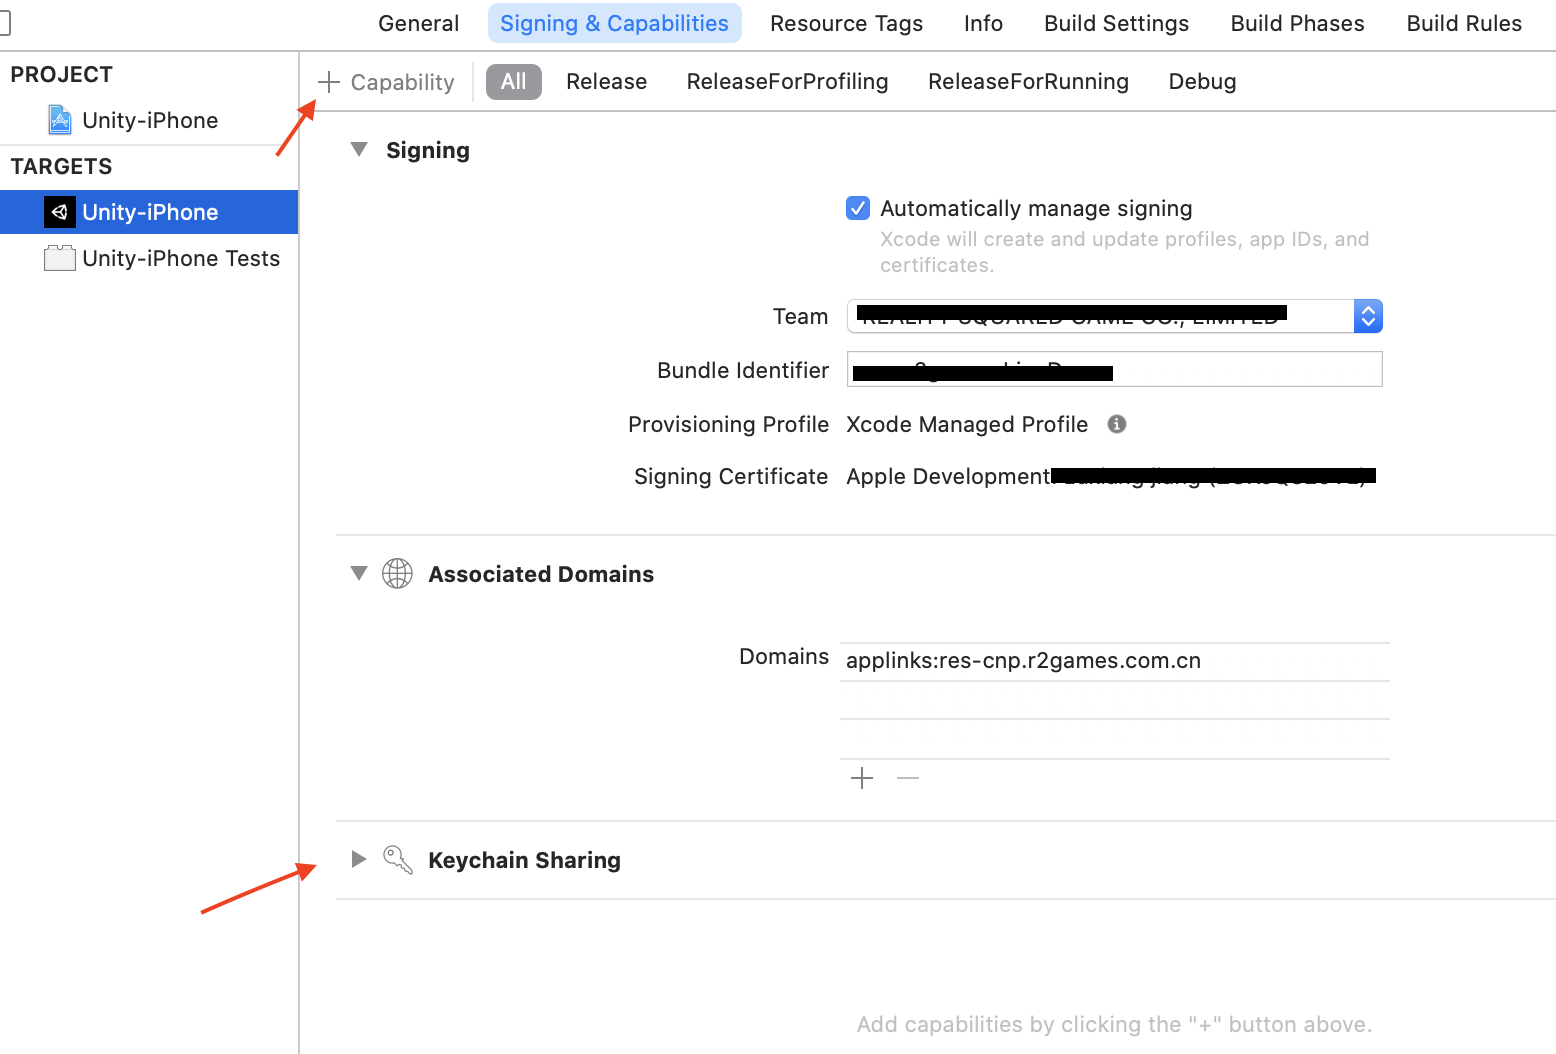 General Signing & Capabilities Resource Tags Info Build Settings Build Phases Build Rules
PROJECT
Unity-iPhone
TARGETS
Unity-iPhone
Unity-iPhone Tests
+ Capability All Release ReleaseForProfiling ReleaseForRunning Debug
Signing
Automatically manage signing
Xcode will create and update profiles, app IDs, and
certificates.
Team
Bundle Identifier
Provisioning Profile Xcode Managed Profile
Signing Certificate Apple Development:
Associated Domains
Domains applinks:res-cnp.r2games.com.cn
Keychain Sharing
Add capabilities by clicking the "+" button above.